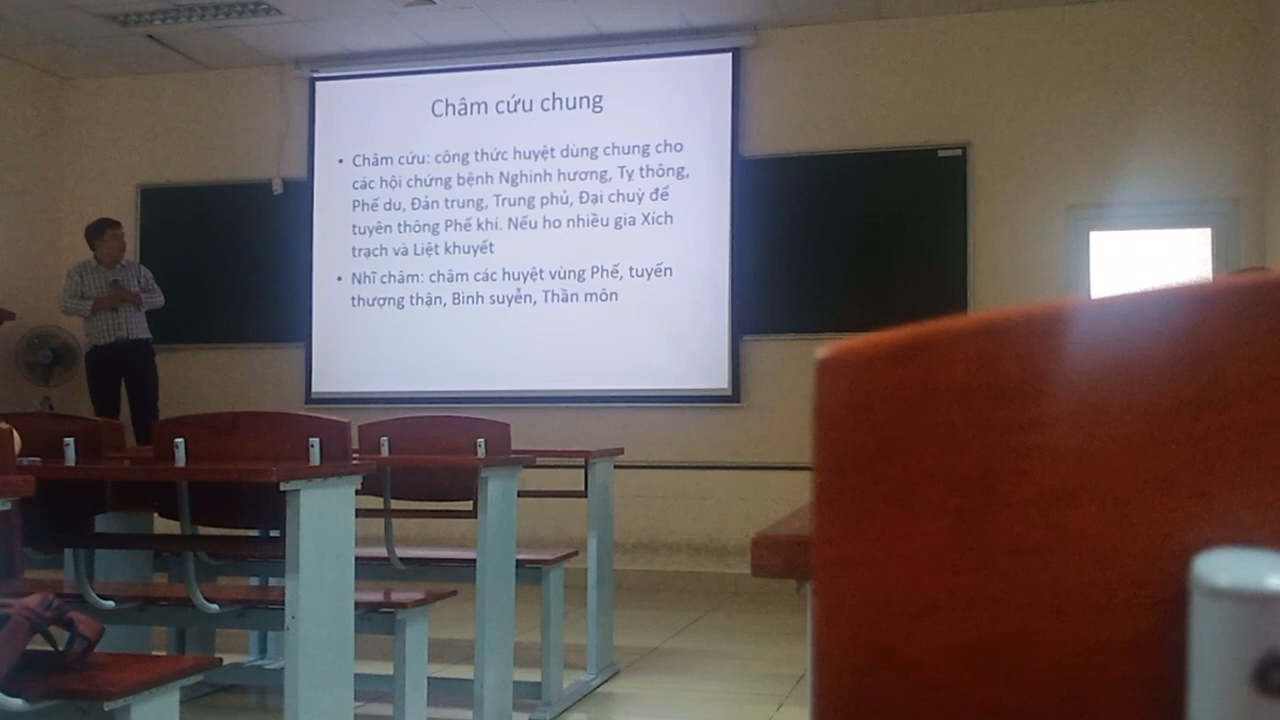 Châm cứu chung
• Châm cứu: công thức huyệt dùng chung cho
các hội chứng bệnh Nghinh hương, Tỵ thông,
Phế du, Đản trung, Trung phủ, Đại chuỳ để
tuyên thông Phế khí. Nếu ho nhiều gia Xích
trạch và Liệt khuyết
• Nhĩ châm: châm các huyệt vùng Phế, tuyến
thượng thận, Bình suyễn, Thần môn